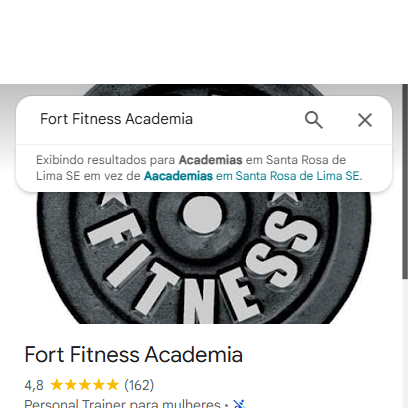 Fort Fitness Academia
Exibindo resultados para Academias em Santa Rosa de
Lima SE em vez de Aacademias em Santa Rosa de Lima SE.
FITNESS
Fort Fitness Academia
4,8 ★★★★★ (162)
Personal Trainer para mulheres ·